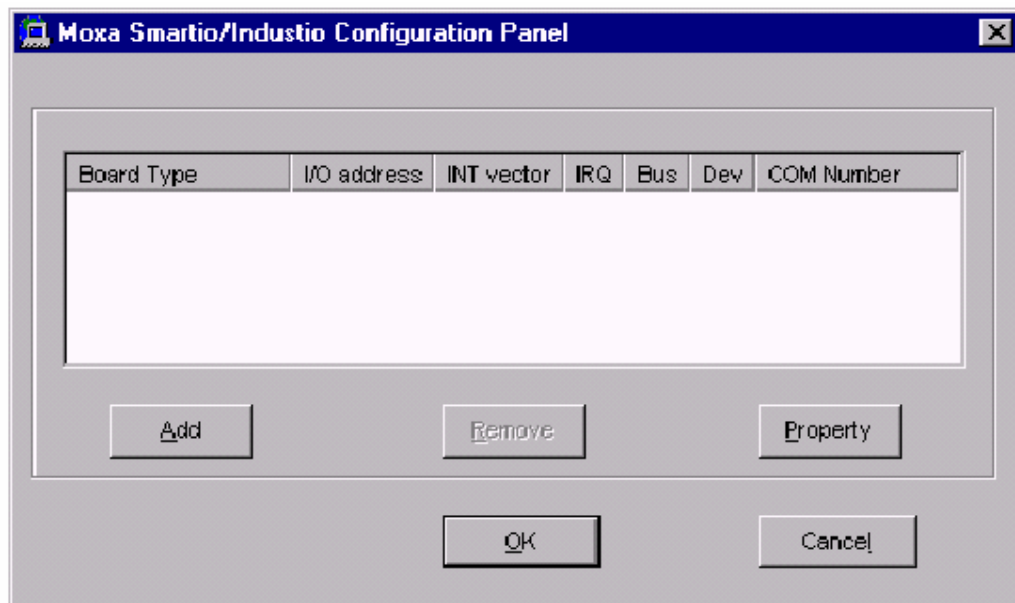 Moxa Smartio/Industio Configuration Panel
Board Type I/O address INT vector IRQ Bus Dev COM Number
Add Remove Property
OK Cancel